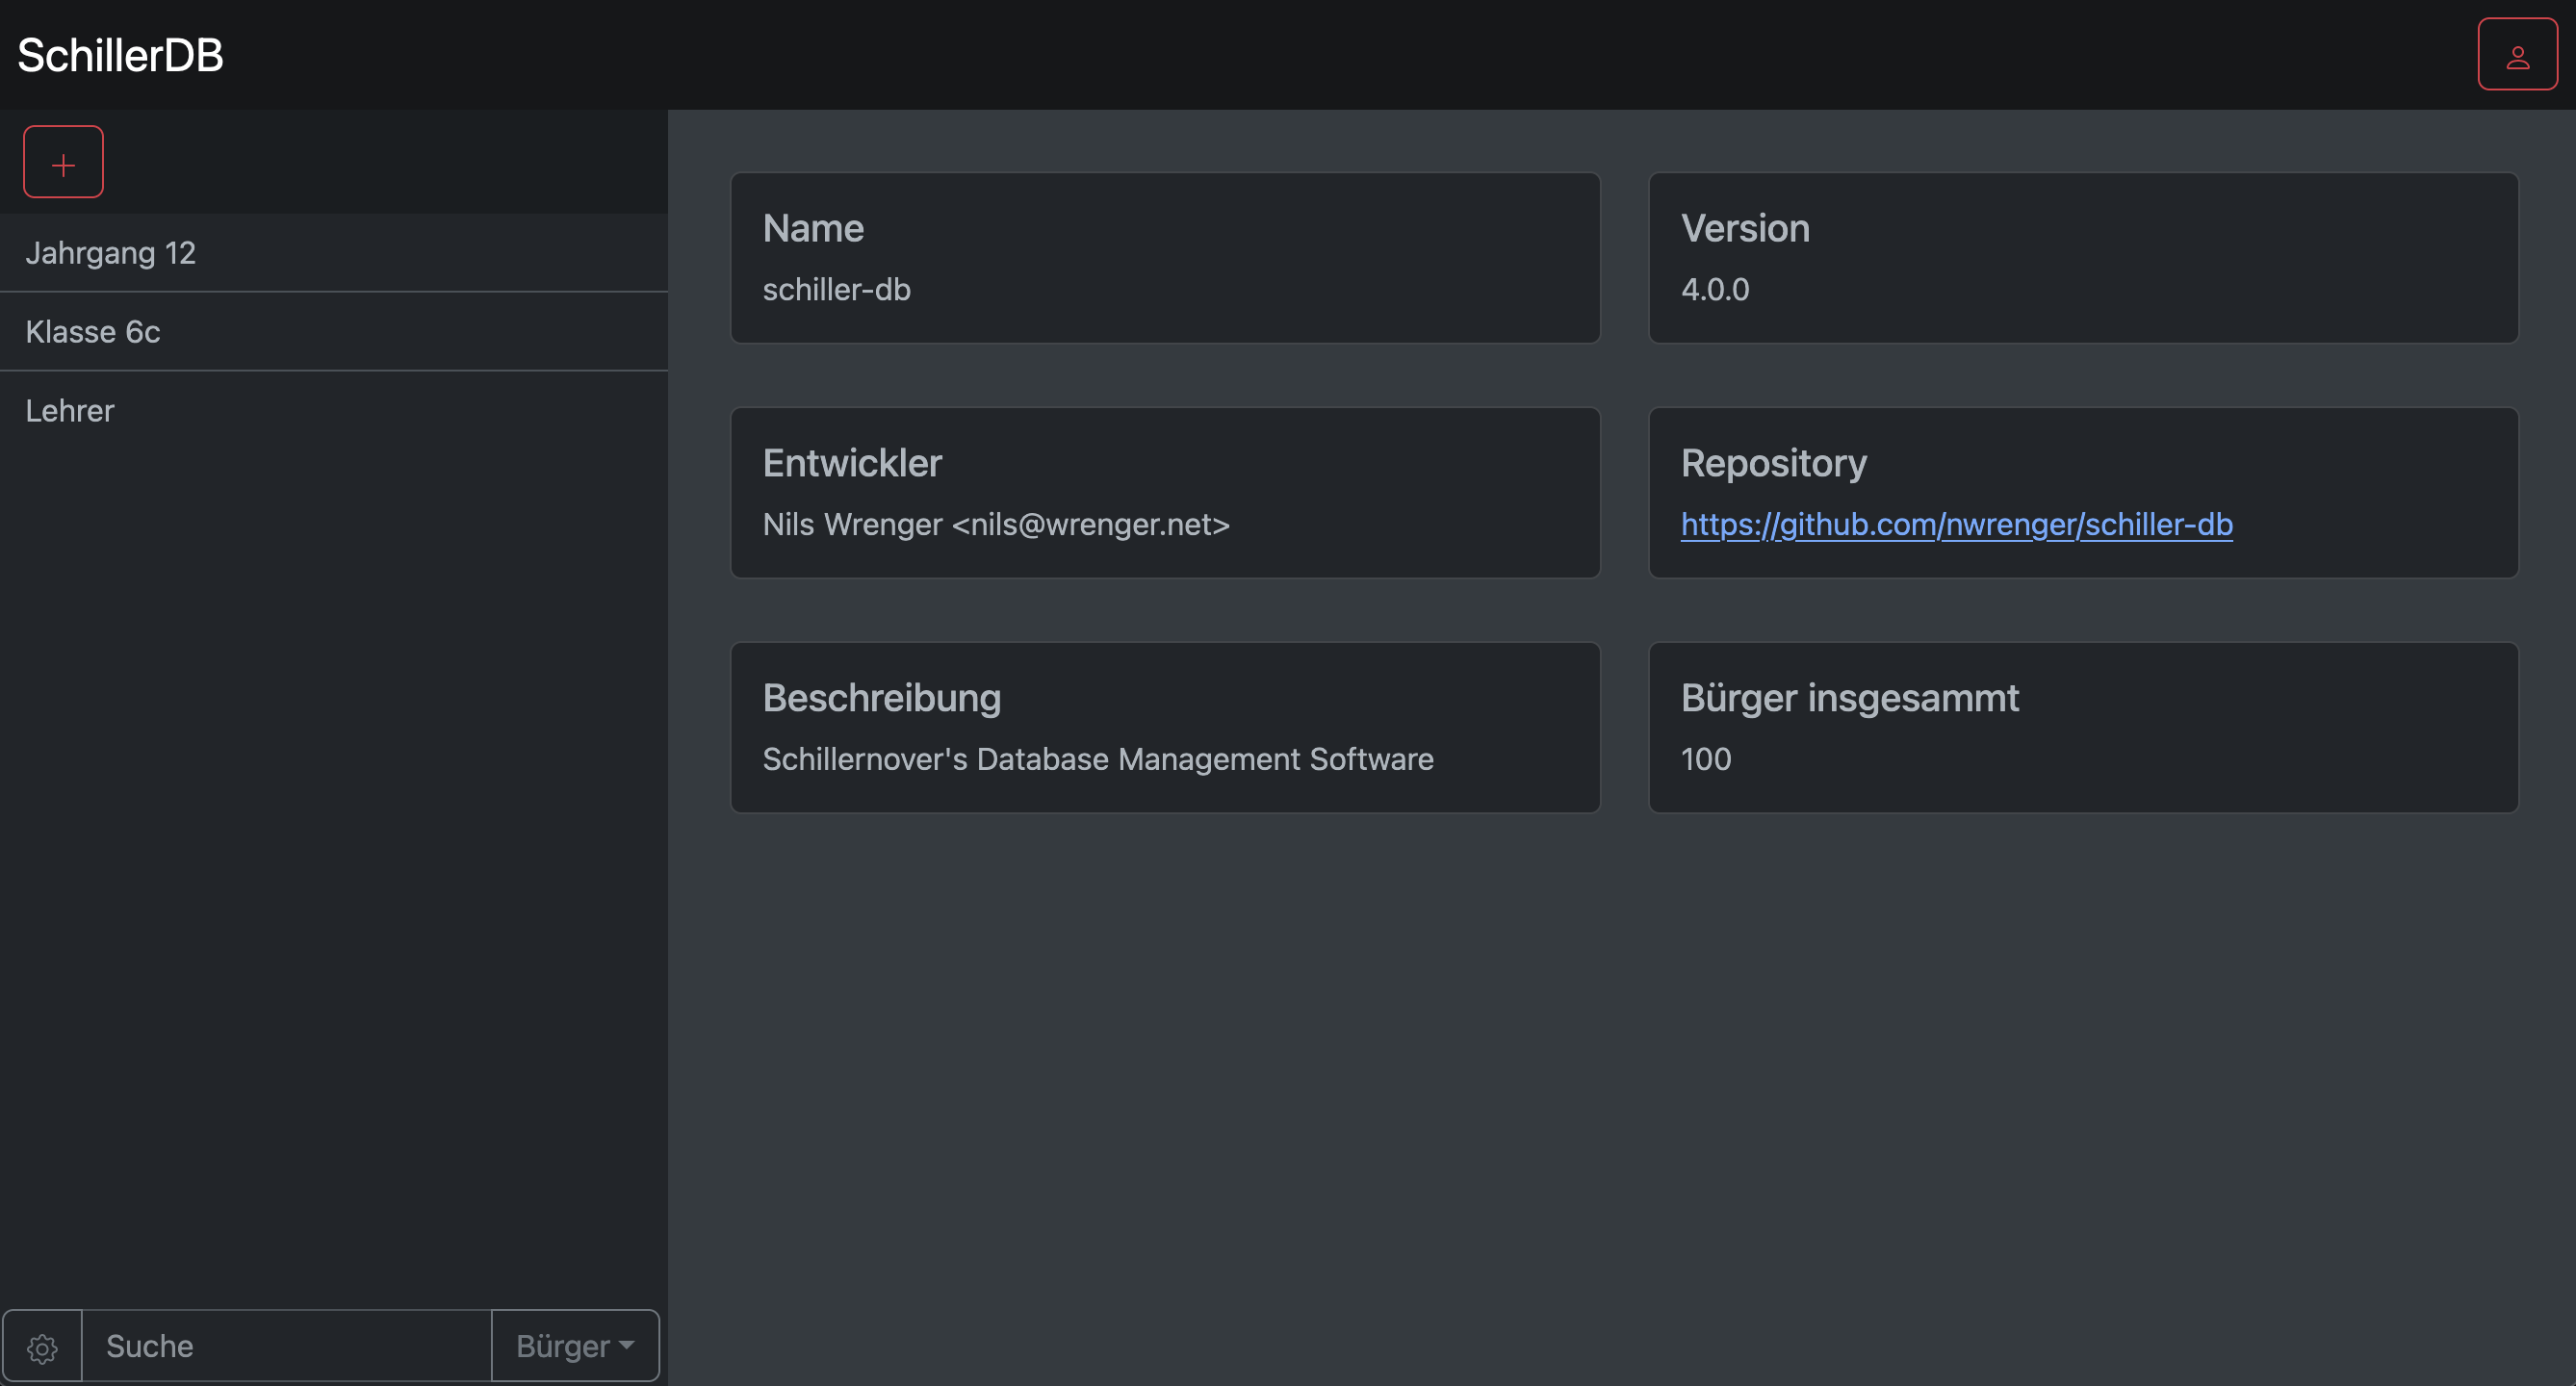 SchillerDB
Jahrgang 12
Klasse 6c
Lehrer
Name
schiller-db
Version
4.0.0
Entwickler
Nils Wrenger <nils@wrenger.net>
Repository
https://github.com/nwrenger/schiller-db
Beschreibung
Schillernover's Database Management Software
Bürger insgesammt
100
Suche
Bürger